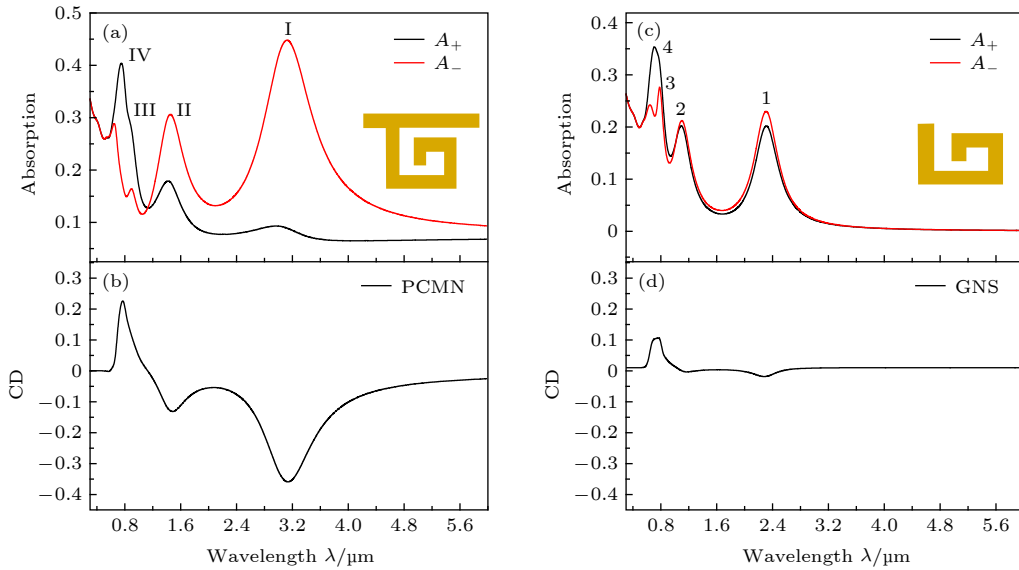 (a)
I
IV
III
II
A₊
A₋
0.5
0.4
0.3
0.2
0.1
Absorption
(b)
PCMN
0.3
0.2
0.1
0
−0.1
−0.2
−0.3
−0.4
CD
0.8 1.6 2.4 3.2 4.0 4.8 5.6
Wavelength λ/µm
(c)
4
3
2
1
A₊
A₋
0.4
0.3
0.2
0.1
0
Absorption
(d)
GNS
0.3
0.2
0.1
0
−0.1
−0.2
−0.3
−0.4
CD
0.8 1.6 2.4 3.2 4.0 4.8 5.6
Wavelength λ/µm